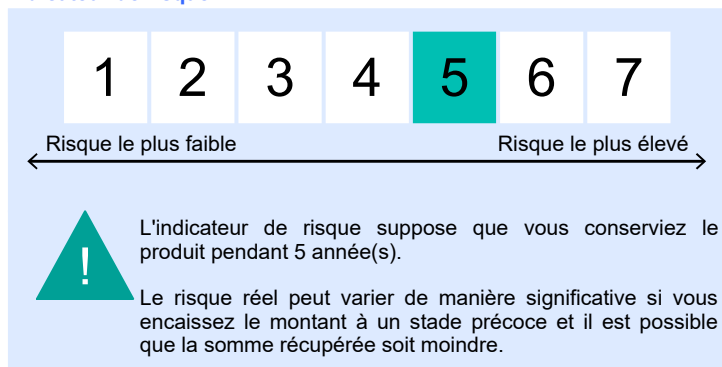 1 2 3 4 5 6 7
Risque le plus faible Risque le plus élevé
!
L'indicateur de risque suppose que vous conserviez le
produit pendant 5 année(s).
Le risque réel peut varier de manière significative si vous
encaissez le montant à un stade précoce et il est possible
que la somme récupérée soit moindre.